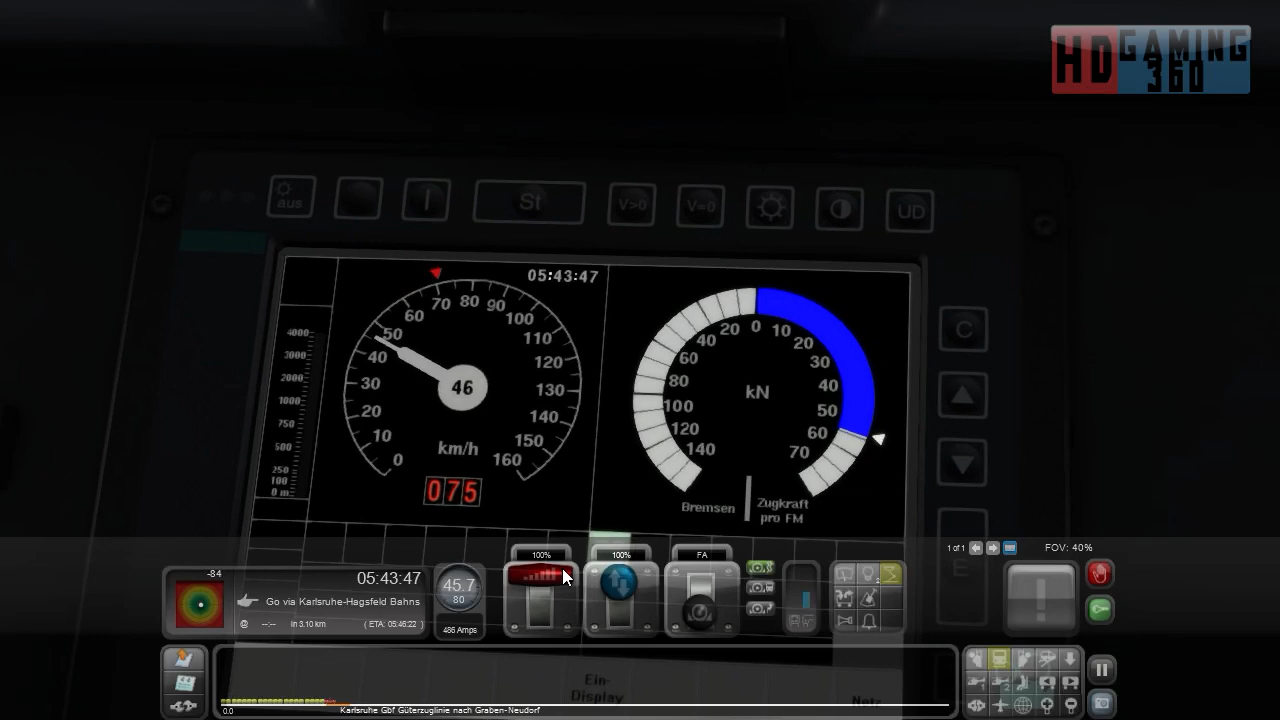 HD GAMING 360
aus St V>0 V=0 UD
05:43:47
70 80 90
60 100
50 110
40 120
30 130
20 140
10 150
0 160
46
km/h
075
4000
3000
2000
1000
750
500
250
100
0 m
20 0 10
40 20
60 30
80 40
100 50
120 60
140 70
kN
Bremsen
Zugkraft
pro FM
C
E
1 of 1
FOV: 40%
100%
100%
FA
-84
05:43:47
Go via Karlsruhe-Hagsfeld Bahns
@ --:-- in 3.10 km ( ETA: 05:46:22 )
45.7
80
486 Amps
Ein-
Display
0.0
Karlsruhe Gbf Güterzuglinie nach Graben-Neudorf